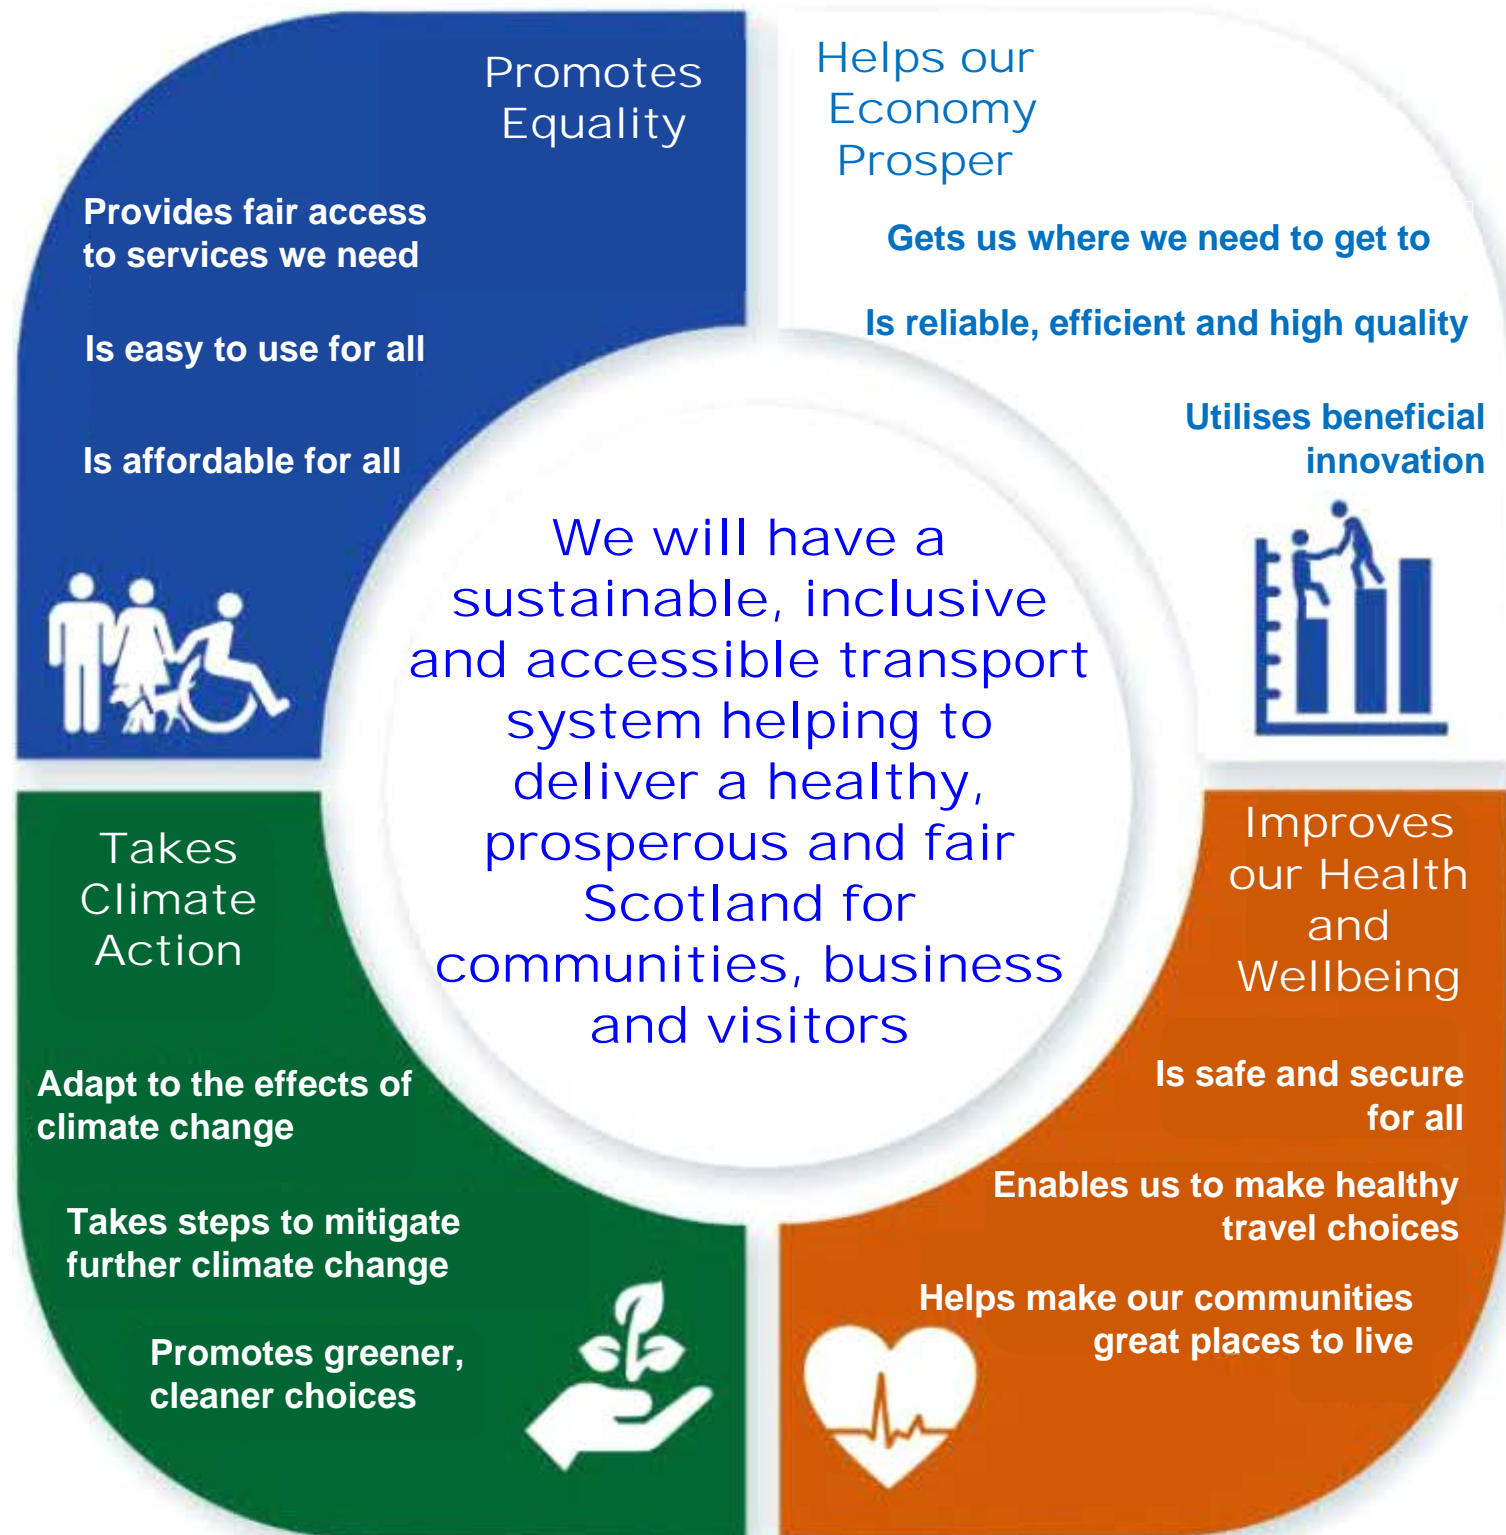 Promotes
Equality
Provides fair access
to services we need
Is easy to use for all
Is affordable for all
Helps our
Economy
Prosper
Gets us where we need to get to
Is reliable, efficient and high quality
Utilises beneficial
innovation
We will have a
sustainable, inclusive
and accessible transport
system helping to
deliver a healthy,
prosperous and fair
Scotland for
communities, business
and visitors
Takes
Climate
Action
Adapt to the effects of
climate change
Takes steps to mitigate
further climate change
Promotes greener,
cleaner choices
Improves
our Health
and
Wellbeing
Is safe and secure
for all
Enables us to make healthy
travel choices
Helps make our communities
great places to live